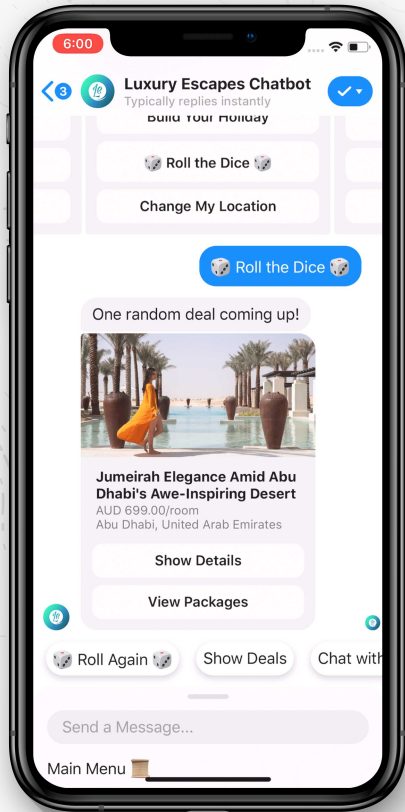 6:00
3
Luxury Escapes Chatbot
Typically replies instantly
Build Your Holiday
🎲 Roll the Dice 🎲
Change My Location
🎲 Roll the Dice 🎲
One random deal coming up!
Jumeirah Elegance Amid Abu
Dhabi's Awe-Inspiring Desert
AUD 699.00/room
Abu Dhabi, United Arab Emirates
Show Details
View Packages
🎲 Roll Again 🎲
Show Deals
Chat with
Send a Message...
Main Menu 📜